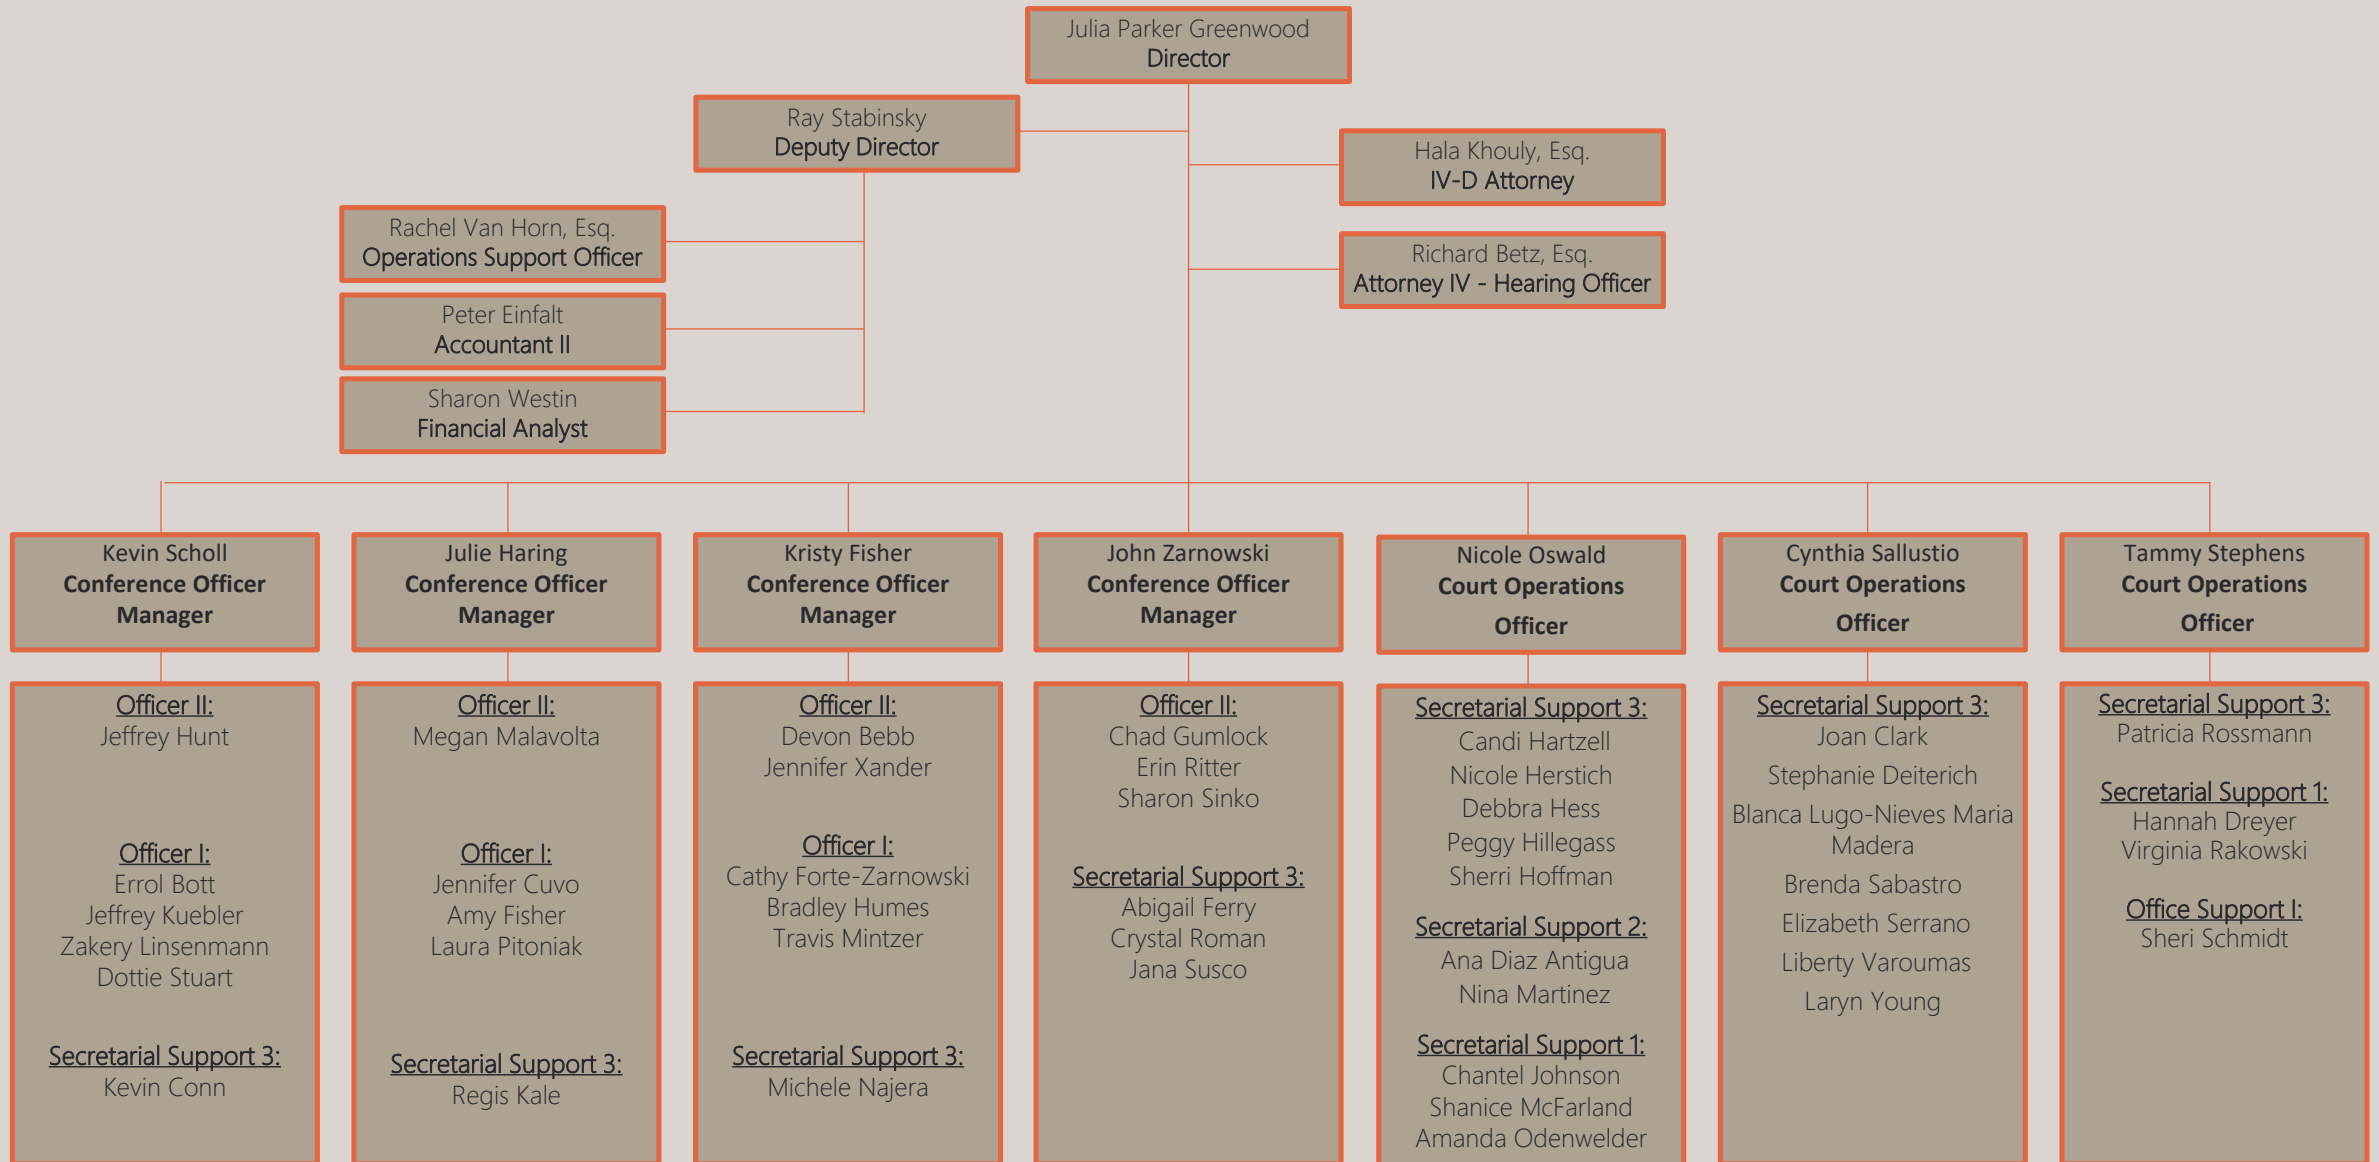 Julia Parker Greenwood
Director
Ray Stabinsky
Deputy Director
Hala Khouly, Esq.
IV-D Attorney
Rachel Van Horn, Esq.
Operations Support Officer
Richard Betz, Esq.
Attorney IV - Hearing Officer
Peter Einfalt
Accountant II
Sharon Westin
Financial Analyst
Kevin Scholl
Conference Officer
Manager
Julie Haring
Conference Officer
Manager
Kristy Fisher
Conference Officer
Manager
John Zarnowski
Conference Officer
Manager
Nicole Oswald
Court Operations
Officer
Cynthia Sallustio
Court Operations
Officer
Tammy Stephens
Court Operations
Officer
Officer II:
Jeffrey Hunt
Officer I:
Errol Bott
Jeffrey Kuebler
Zakery Linsenmann
Dottie Stuart
Secretarial Support 3:
Kevin Conn
Officer II:
Megan Malavolta
Officer I:
Jennifer Cuvo
Amy Fisher
Laura Pitoniak
Secretarial Support 3:
Regis Kale
Officer II:
Devon Bebb
Jennifer Xander
Officer I:
Cathy Forte-Zarnowski
Bradley Humes
Travis Mintzer
Secretarial Support 3:
Michele Najera
Officer II:
Chad Gumlock
Erin Ritter
Sharon Sinko
Secretarial Support 3:
Abigail Ferry
Crystal Roman
Jana Susco
Secretarial Support 3:
Candi Hartzell
Nicole Herstich
Debbra Hess
Peggy Hillegass
Sherri Hoffman
Secretarial Support 2:
Ana Diaz Antigua
Nina Martinez
Secretarial Support 1:
Chantel Johnson
Shanice McFarland
Amanda Odenwelder
Secretarial Support 3:
Joan Clark
Stephanie Deiterich
Blanca Lugo-Nieves Maria
Madera
Brenda Sabastro
Elizabeth Serrano
Liberty Varoumas
Laryn Young
Secretarial Support 3:
Patricia Rossmann
Secretarial Support 1:
Hannah Dreyer
Virginia Rakowski
Office Support I:
Sheri Schmidt